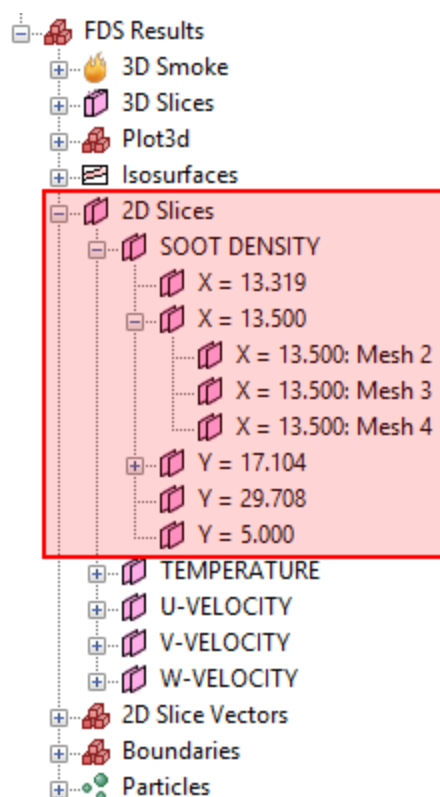 FDS Results
3D Smoke
3D Slices
Plot3d
Isosurfaces
2D Slices
SOOT DENSITY
X = 13.319
X = 13.500
X = 13.500: Mesh 2
X = 13.500: Mesh 3
X = 13.500: Mesh 4
Y = 17.104
Y = 29.708
Y = 5.000
TEMPERATURE
U-VELOCITY
V-VELOCITY
W-VELOCITY
2D Slice Vectors
Boundaries
Particles